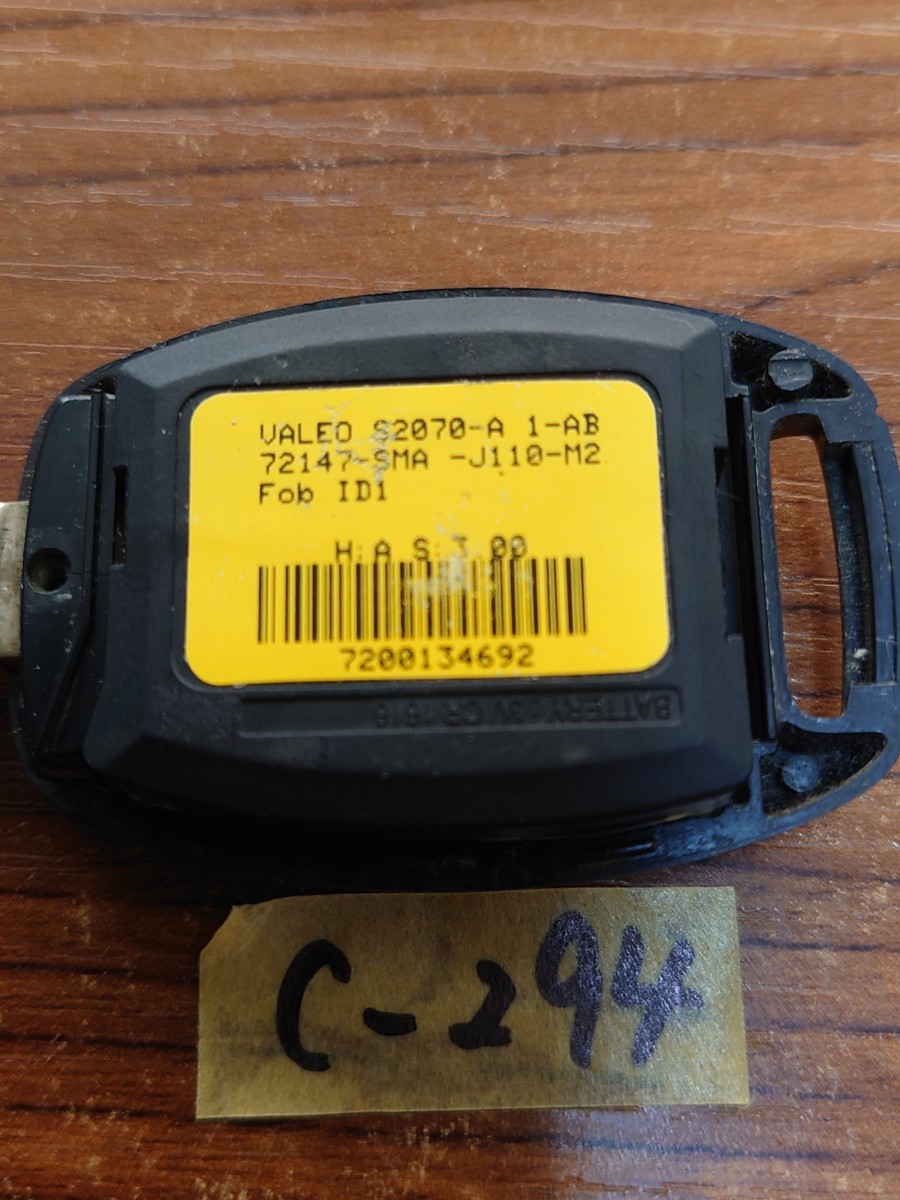 VALEO S2070-A 1-AB
72147-SMA -J110-M2
Fob ID1
H:A S:3.00
7200134692
BATTERY: 3V CR 1616
C-294